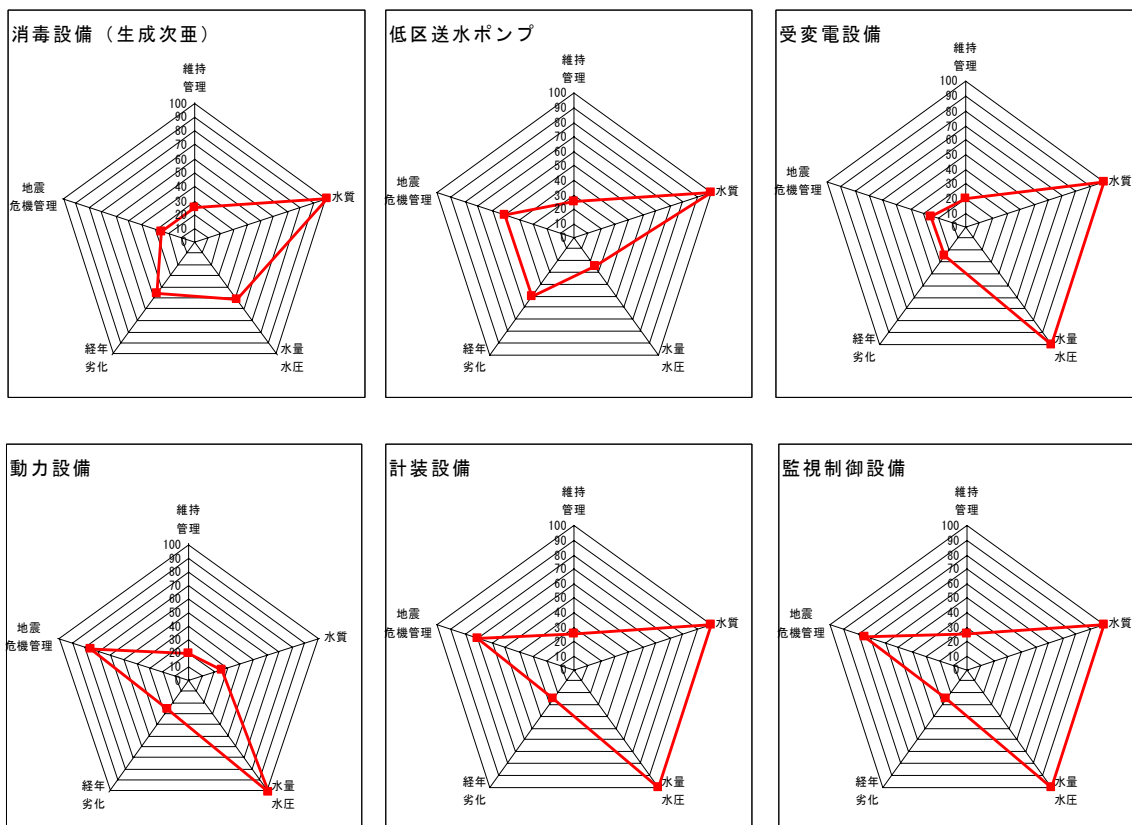 消毒設備（生成次亜）
維持
管理
100
90
80
70
60
50
40
30
20
10
0
水質
水量
水圧
経年
劣化
地震
危機管理
低区送水ポンプ
維持
管理
100
90
80
70
60
50
40
30
20
10
0
水質
水量
水圧
経年
劣化
地震
危機管理
受変電設備
維持
管理
100
90
80
70
60
50
40
30
20
10
0
水質
水量
水圧
経年
劣化
地震
危機管理
動力設備
維持
管理
100
90
80
70
60
50
40
30
20
10
0
水質
水量
水圧
経年
劣化
地震
危機管理
計装設備
維持
管理
100
90
80
70
60
50
40
30
20
10
0
水質
水量
水圧
経年
劣化
地震
危機管理
監視制御設備
維持
管理
100
90
80
70
60
50
40
30
20
10
0
水質
水量
水圧
経年
劣化
地震
危機管理